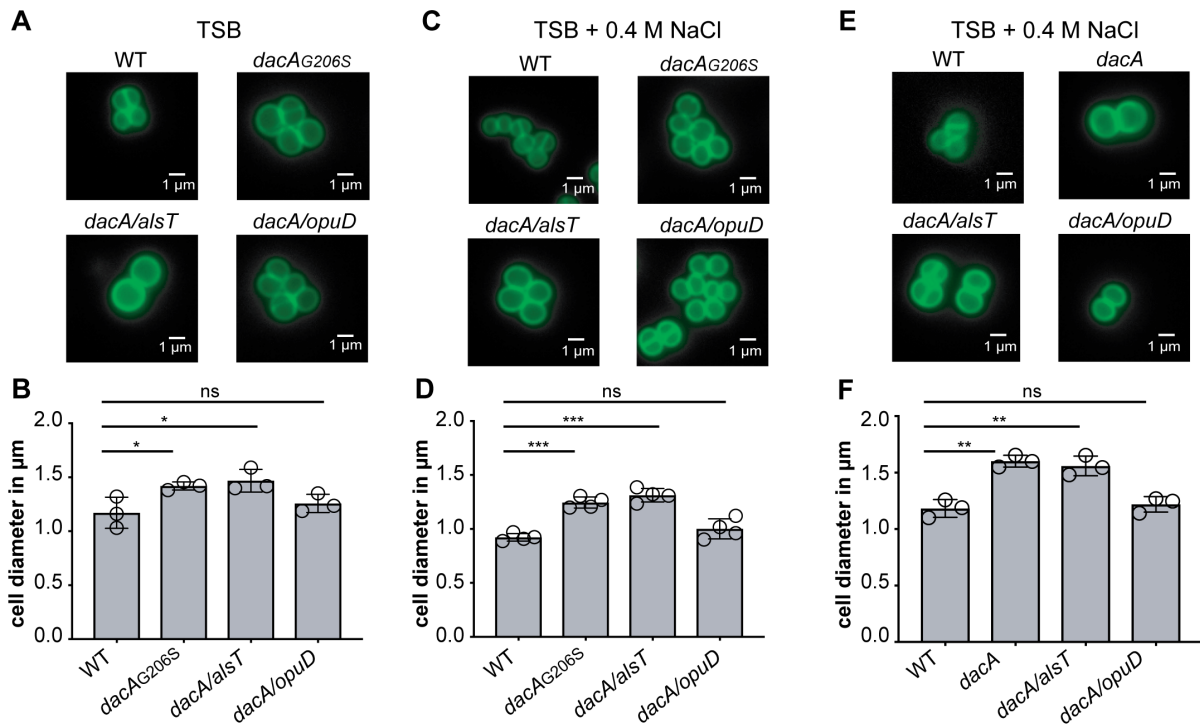 A
TSB
WT
dacAG206S
1 µm
1 µm
dacA/alsT
dacA/opuD
1 µm
1 µm
B
ns
*
*
2.0
1.5
1.0
0.5
0.0
cell diameter in µm
WT
dacAG206S
dacA/alsT
dacA/opuD
C
TSB + 0.4 M NaCl
WT
dacAG206S
1 µm
1 µm
dacA/alsT
dacA/opuD
1 µm
1 µm
D
ns
***
***
2.0
1.5
1.0
0.5
0.0
cell diameter in µm
WT
dacAG206S
dacA/alsT
dacA/opuD
E
TSB + 0.4 M NaCl
WT
dacA
1 µm
1 µm
dacA/alsT
dacA/opuD
1 µm
1 µm
F
ns
**
**
2.0
1.5
1.0
0.5
0.0
cell diameter in µm
WT
dacA
dacA/alsT
dacA/opuD